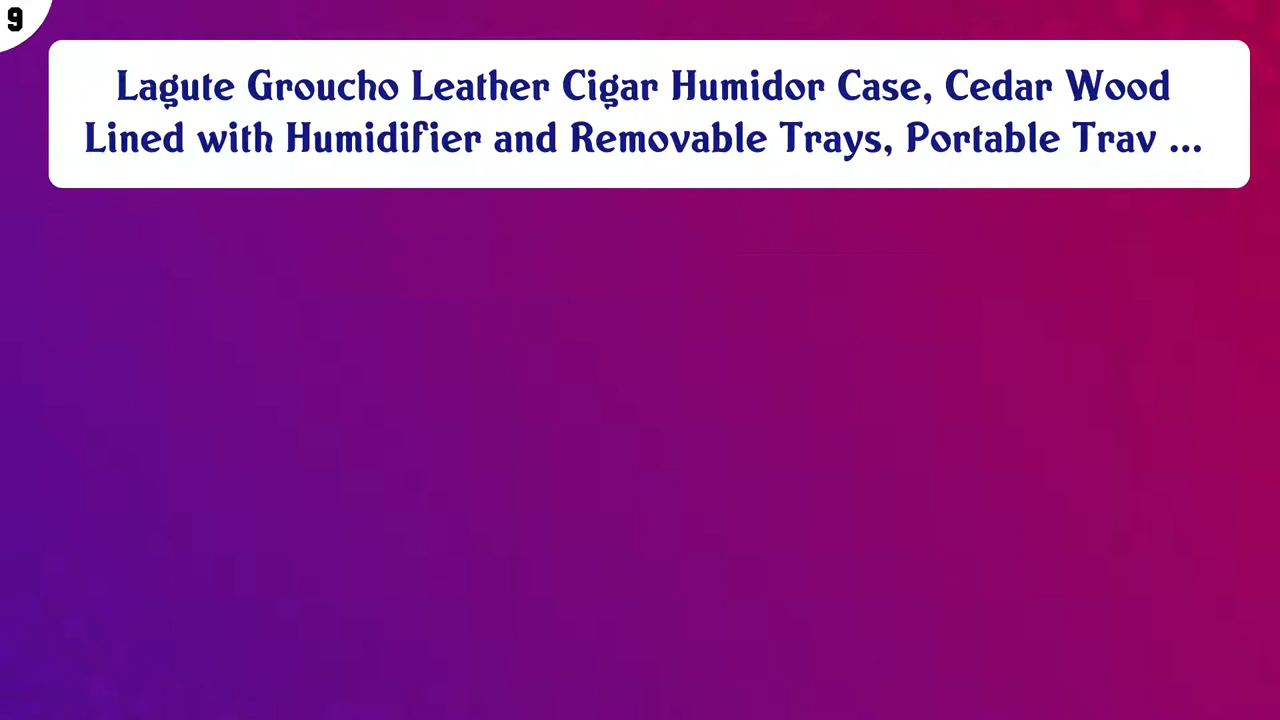 9
Lagute Groucho Leather Cigar Humidor Case, Cedar Wood
Lined with Humidifier and Removable Trays, Portable Trav ...